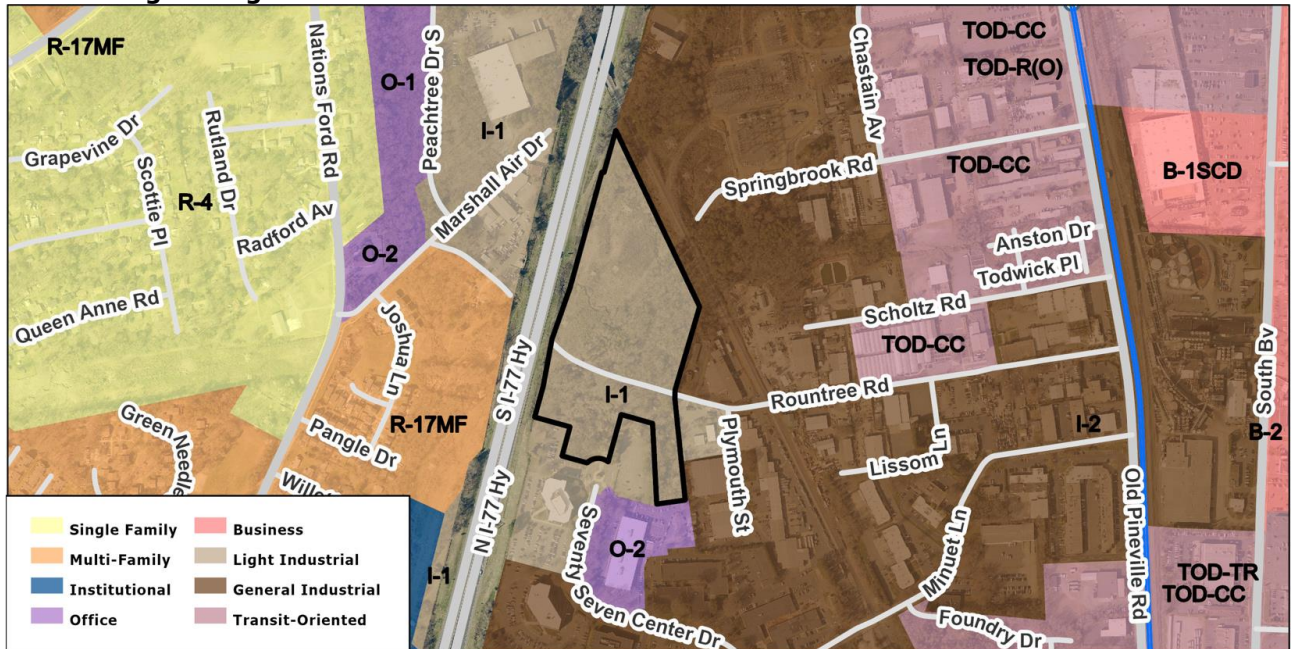 R-17MF
Nations Ford Rd
O-1
Peachtree Dr S
I-1
Marshall Air Dr
Chastain Av
TOD-CC
TOD-R(O)
Grapevine Dr
Scottie Pl
Rutland Dr
R-4
Radford Av
O-2
Springbrook Rd
TOD-CC
B-1SCD
Anston Dr
Todwick Pl
Queen Anne Rd
Joshua Ln
S I-77 Hy
Scholtz Rd
TOD-CC
South Bv
Rountree Rd
I-1
Green Needle
R-17MF
Pangle Dr
Plymouth St
Lissom Ln
I-2
B-2
N I-77 Hy
Old Pineville Rd
Seventy Seven Center Dr
O-2
Minuet Ln
I-1
TOD-TR
TOD-CC
Foundry Dr
Single Family
Multi-Family
Institutional
Office
Business
Light Industrial
General Industrial
Transit-Oriented